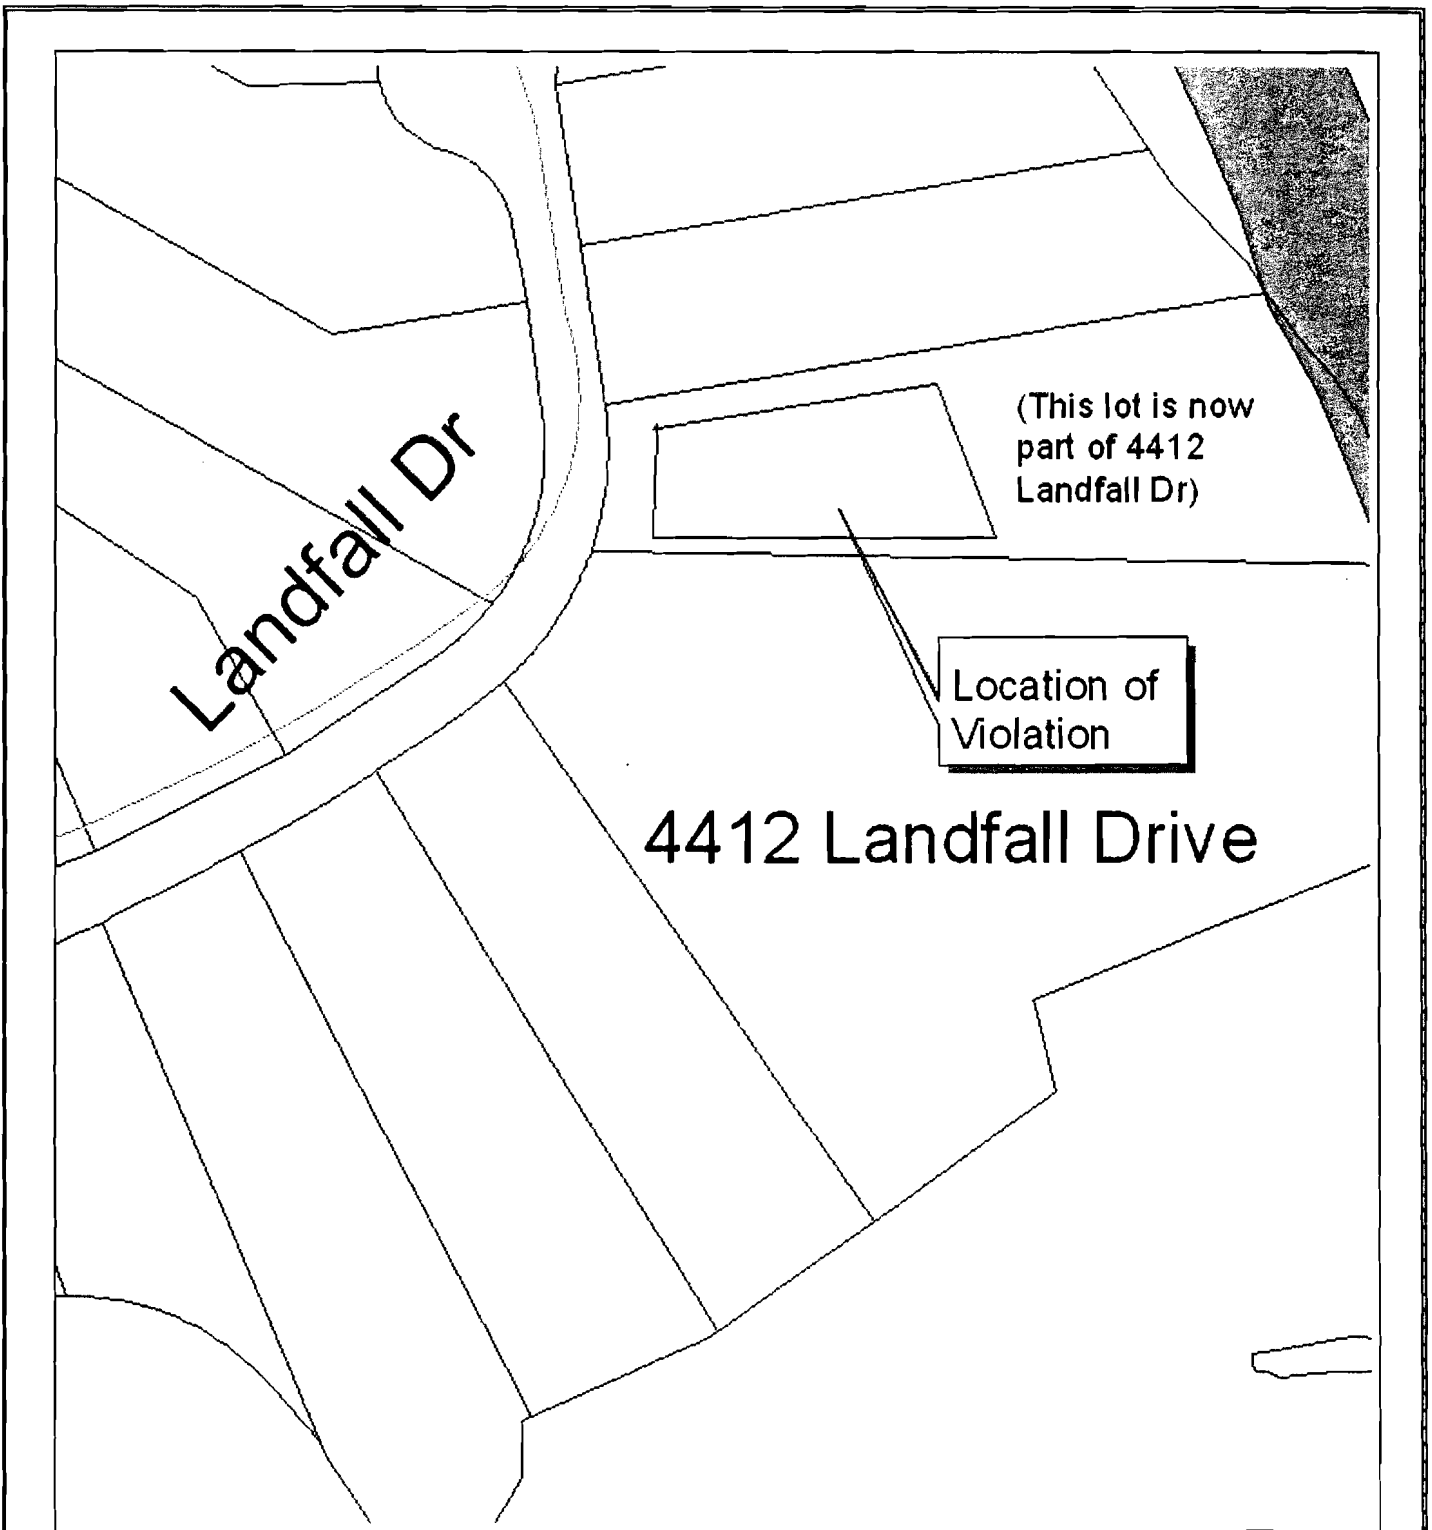 (This lot is now
part of 4412
Landfall Dr)
Landfall Dr
Location of
Violation
4412 Landfall Drive